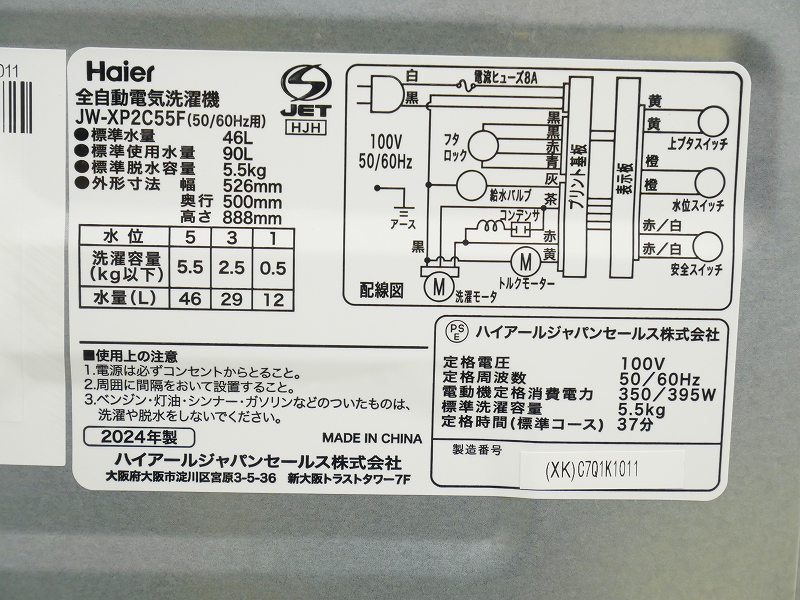 011
Haier
全自動電気洗濯機
JW-XP2C55F(50/60Hz用)
●標準水量 46L
●標準使用水量 90L
●標準脱水容量 5.5kg
●外形寸法 幅 526mm
奥行 500mm
高さ 888mm
S
JET
HJH
水位 5 3 1
洗濯容量(kg以下) 5.5 2.5 0.5
水量(L) 46 29 12
白
黒
電流ヒューズ8A
100V
50/60Hz
アース
フタロック
黒
黒
赤
青
灰
給水バルブ
茶
コンデンサ
赤
黒
黄
M
洗濯モータ
M
トルクモーター
配線図
プリント基板
表示板
黄
黄
上ブタスイッチ
橙
橙
水位スイッチ
赤/白
赤/白
安全スイッチ
■使用上の注意
1.電源は必ずコンセントからとること。
2.周囲に間隔をおいて設置すること。
3.ベンジン・灯油・シンナー・ガソリンなどのついたものは、
洗濯や脱水をしないでください。
2024年製
MADE IN CHINA
ハイアールジャパンセールス株式会社
大阪府大阪市淀川区宮原3-5-36 新大阪トラストタワー7F
PS
E
ハイアールジャパンセールス株式会社
定格電圧 100V
定格周波数 50/60Hz
電動機定格消費電力 350/395W
標準洗濯容量 5.5kg
定格時間(標準コース) 37分
製造番号
(XK)C7Q1K1011